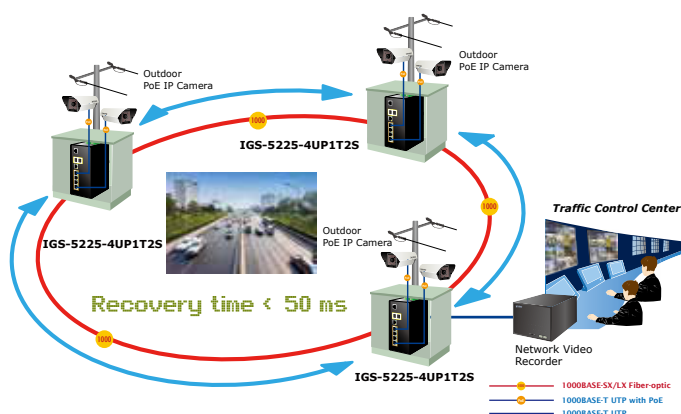 Outdoor
PoE IP Camera
Outdoor
PoE IP Camera
1000
IGS-5225-4UP1T2S
IGS-5225-4UP1T2S
1000
Traffic Control Center
Outdoor
PoE IP Camera
Recovery time < 50 ms
1000
IGS-5225-4UP1T2S
Network Video
Recorder
1000BASE-SX/LX Fiber-optic
1000BASE-T UTP with PoE
1000BASE-T UTP